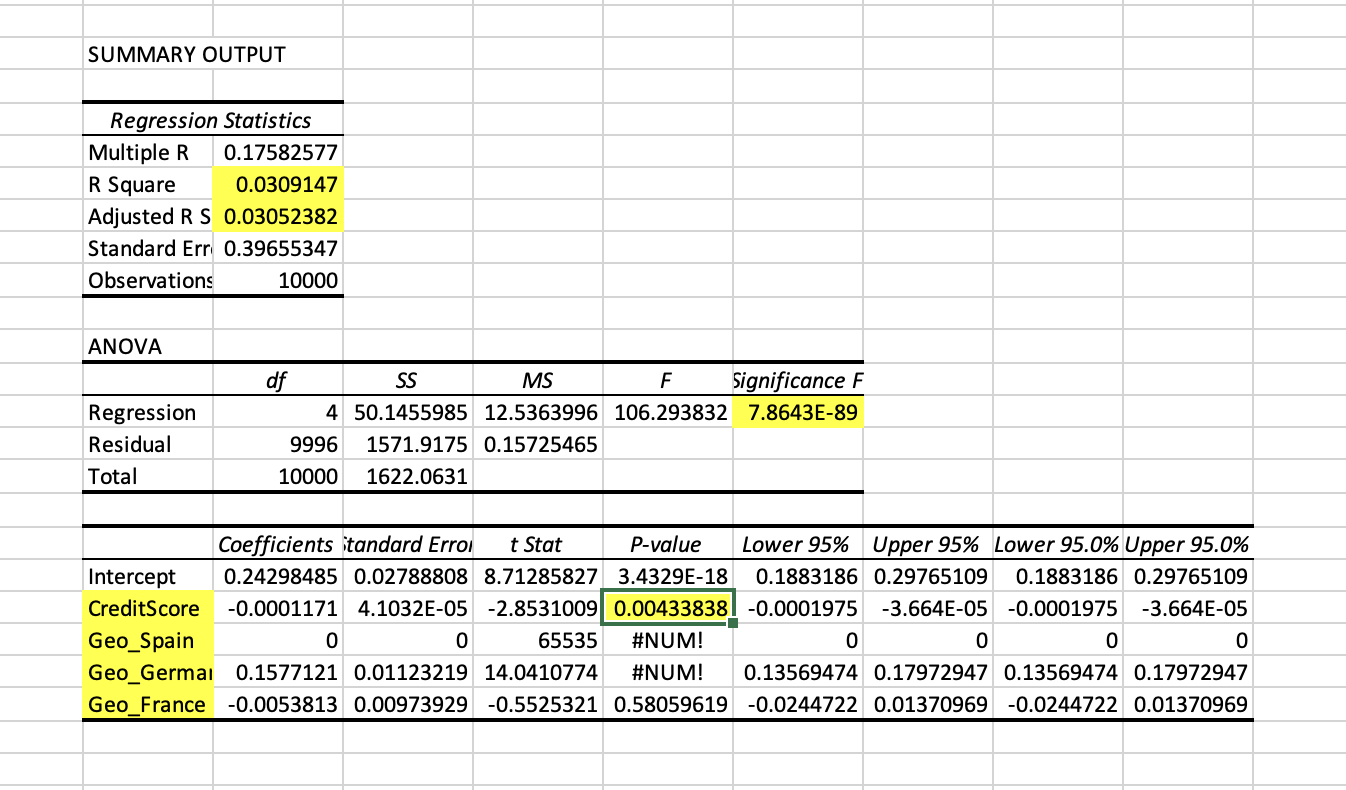 SUMMARY OUTPUT
Regression Statistics
Multiple R 0.17582577
R Square 0.0309147
Adjusted R S 0.03052382
Standard Err 0.39655347
Observations 10000
ANOVA
df SS MS F Significance F
Regression 4 50.1455985 12.5363996 106.293832 7.8643E-89
Residual 9996 1571.9175 0.15725465
Total 10000 1622.0631
Coefficients Standard Error t Stat P-value Lower 95% Upper 95% Lower 95.0% Upper 95.0%
Intercept 0.24298485 0.02788808 8.71285827 3.4329E-18 0.1883186 0.29765109 0.1883186 0.29765109
CreditScore -0.0001171 4.1032E-05 -2.8531009 0.00433838 -0.0001975 -3.664E-05 -0.0001975 -3.664E-05
Geo_Spain 0 0 65535 #NUM! 0 0 0 0
Geo_German 0.1577121 0.01123219 14.0410774 #NUM! 0.13569474 0.17972947 0.13569474 0.17972947
Geo_France -0.0053813 0.00973929 -0.5525321 0.58059619 -0.0244722 0.01370969 -0.0244722 0.01370969